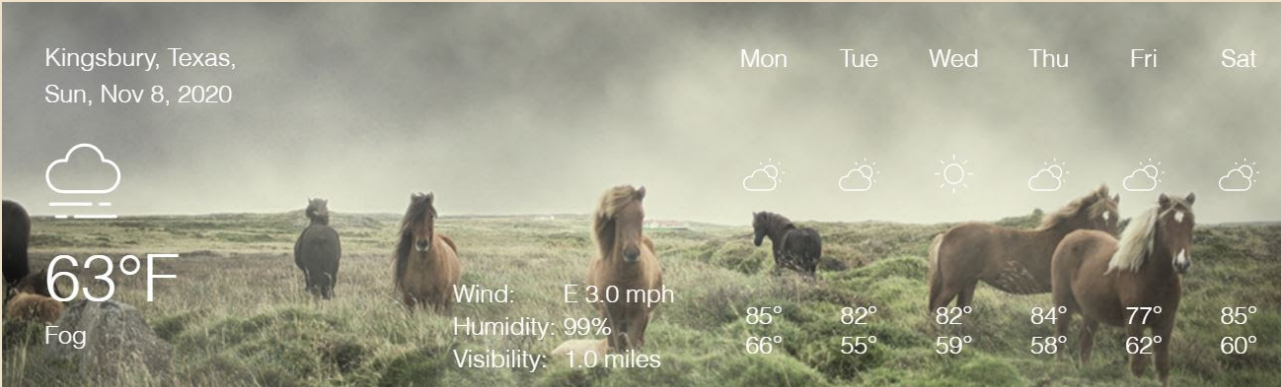 Kingsbury, Texas,
Sun, Nov 8, 2020
63°F
Fog
Wind: E 3.0 mph
Humidity: 99%
Visibility: 1.0 miles
Mon Tue Wed Thu Fri Sat
85° 82° 82° 84° 77° 85°
66° 55° 59° 58° 62° 60°